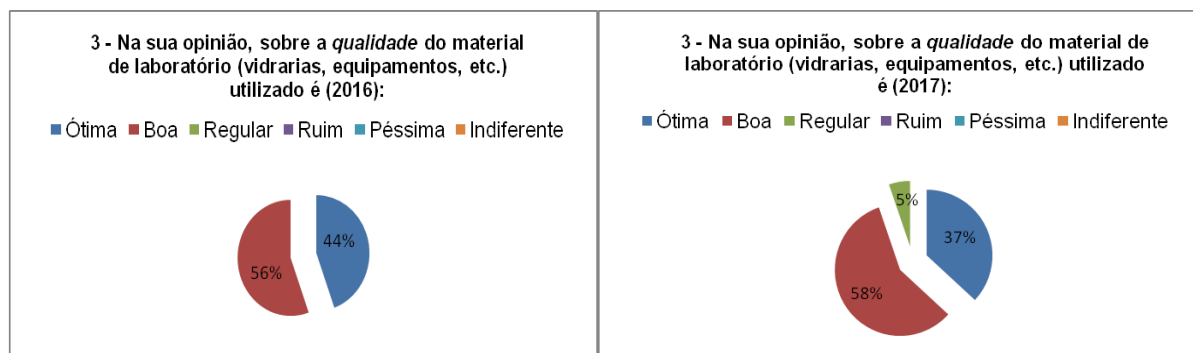 3 - Na sua opinião, sobre a qualidade do material
de laboratório (vidrarias, equipamentos, etc.)
utilizado é (2016):
Ótima Boa Regular Ruim Péssima Indiferente
44%
56%
3 - Na sua opinião, sobre a qualidade do material de
laboratório (vidrarias, equipamentos, etc.) utilizado
é (2017):
Ótima Boa Regular Ruim Péssima Indiferente
5%
37%
58%